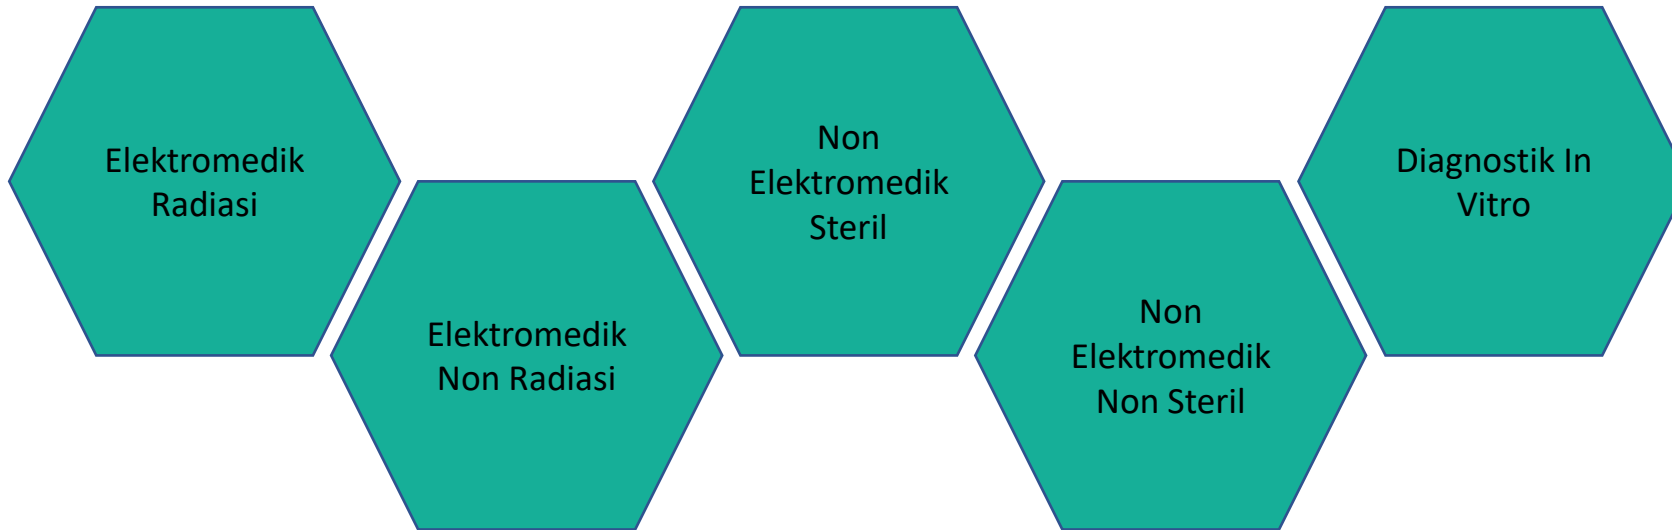 Elektromedik
Radiasi
Elektromedik
Non Radiasi
Non
Elektromedik
Steril
Non
Elektromedik
Non Steril
Diagnostik In
Vitro